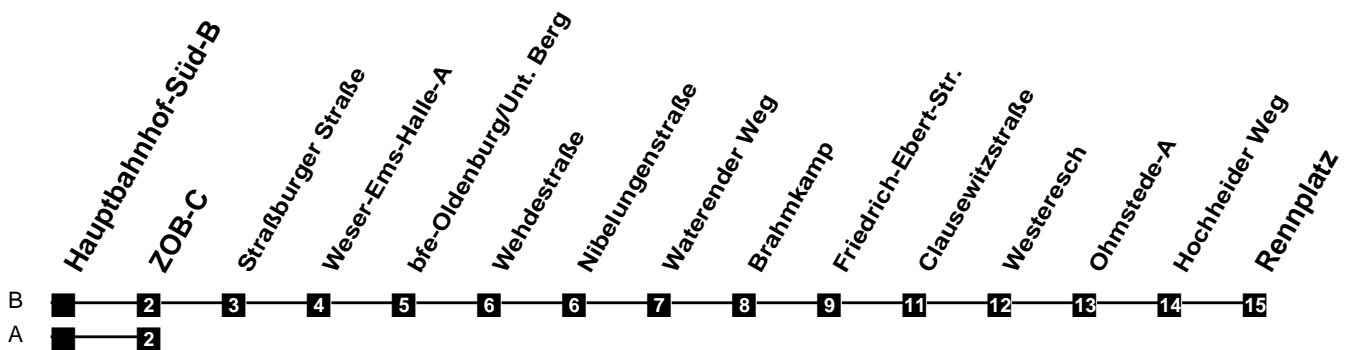 Hauptbahnhof-Süd-B
ZOB-C
Straßburger Straße
Weser-Ems-Halle-A
bfe-Oldenburg/Unt. Berg
Wehdestraße
Nibelungenstraße
Waterender Weg
Brahmkamp
Friedrich-Ebert-Str.
Clausewitzstraße
Westeresch
Ohmstede-A
Hochheider Weg
Rennplatz
B 2 3 4 5 6 6 7 8 9 11 12 13 14 15
A 2